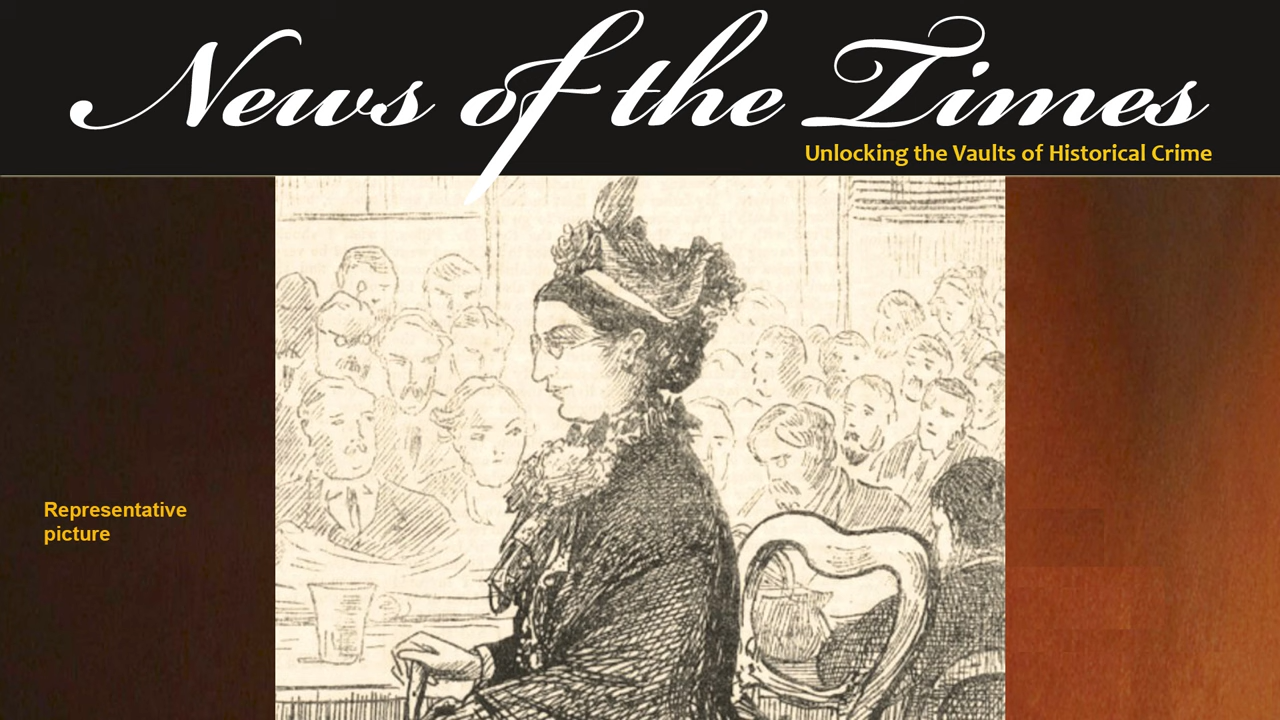 News of the Times
Unlocking the Vaults of Historical Crime
Representative
picture